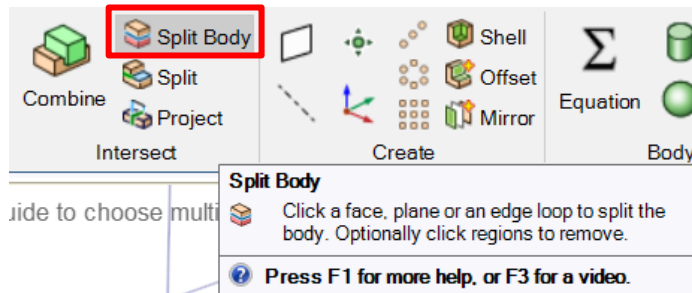 Split Body
Split
Project
Combine
Intersect
Shell
Offset
Mirror
Create
Σ
Equation
Body
uide to choose multi
Split Body
Click a face, plane or an edge loop to split the
body. Optionally click regions to remove.
Press F1 for more help, or F3 for a video.